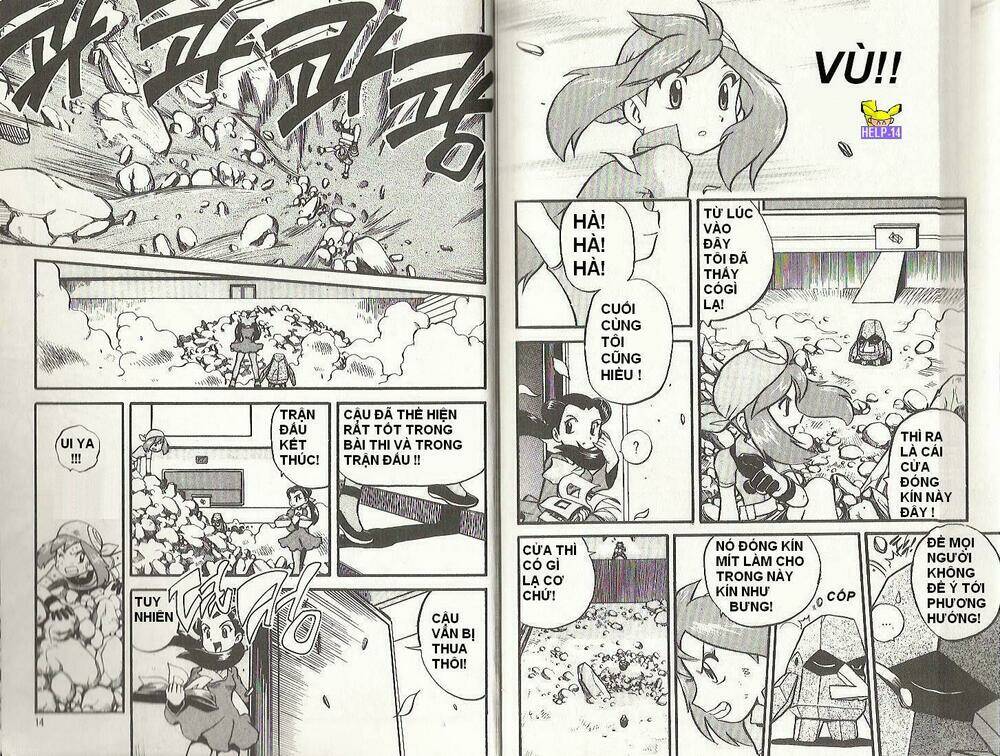 콰콰콰쾅
UI YA
!!!
TRẬN
ĐẤU
KẾT
THÚC!
CẬU ĐÃ THỂ HIỆN
RẤT TỐT TRONG
BÀI THI VÀ TRONG
TRẬN ĐẤU !!
TUY
NHIÊN
CẬU
VẪN BỊ
THUA
THÔI!
14
VÙ!!
HELP-14
HÀ!
HÀ!
HÀ!
CUỐI
CÙNG
TÔI
CŨNG
HIỂU !
?
TỪ LÚC
VÀO
ĐÂY
TÔI ĐÃ
THẤY
CÓGÌ
LẠ!
THÌ RA
LÀ CÁI
CỬA
ĐÓNG
KÍN NÀY
ĐÂY !
CỬA THÌ
CÓ GÌ
LẠ CƠ
CHỨ!
NÓ ĐÓNG KÍN
MÍT LÀM CHO
TRONG NÀY
KÍN NHƯ
BƯNG!
CỐP
...
ĐỂ MỌI
NGƯỜI
KHÔNG
ĐỂ Ý TỚI
PHƯƠNG
HƯỚNG!